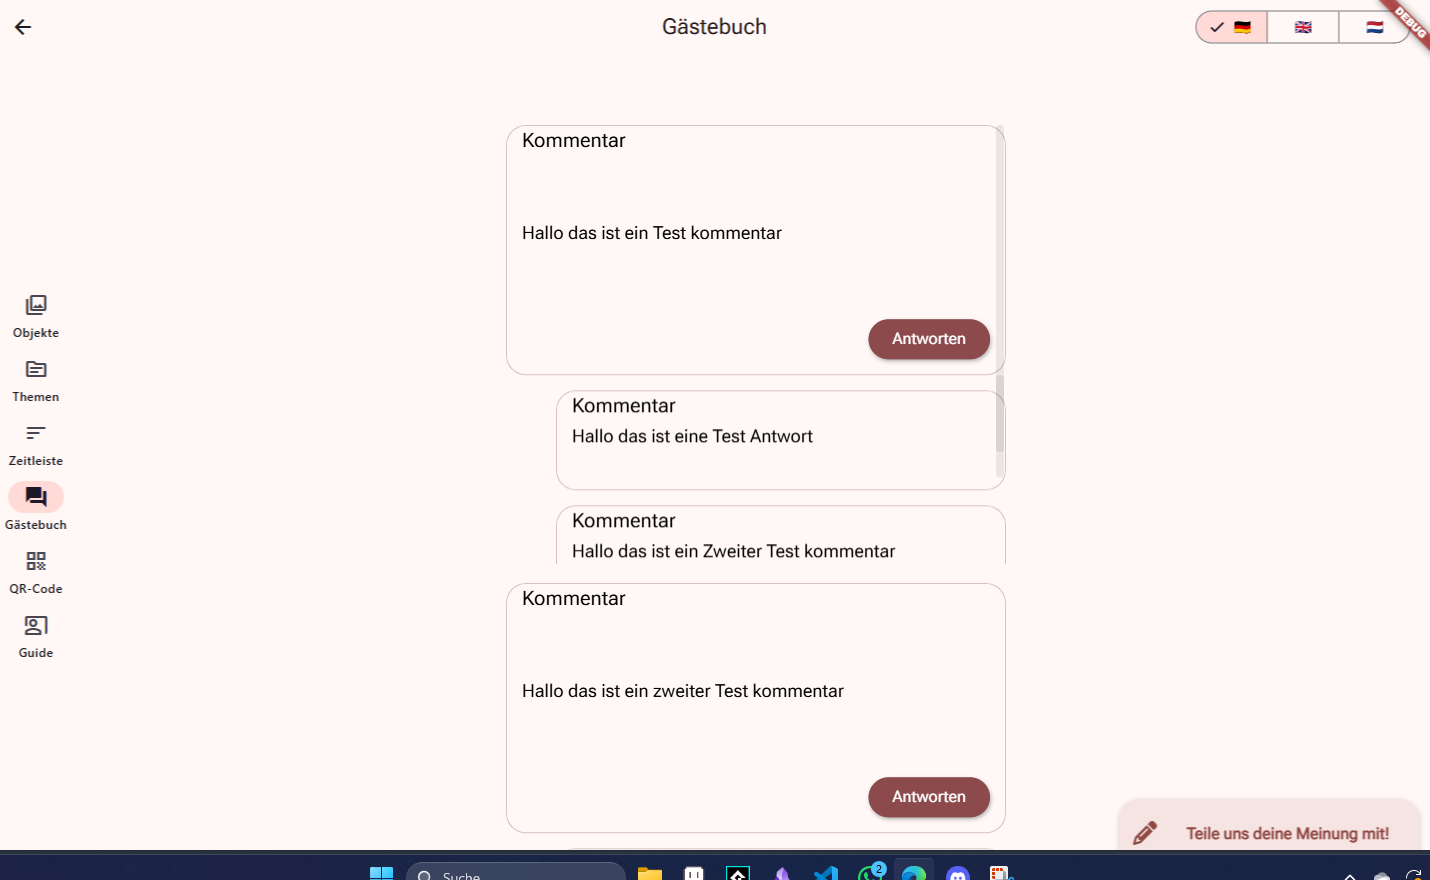 Gästebuch
DEBUG
Kommentar
Hallo das ist ein Test kommentar
Antworten
Kommentar
Hallo das ist eine Test Antwort
Kommentar
Hallo das ist ein Zweiter Test kommentar
Kommentar
Hallo das ist ein zweiter Test kommentar
Antworten
Objekte
Themen
Zeitleiste
Gästebuch
QR-Code
Guide
Teile uns deine Meinung mit!
Suche
2